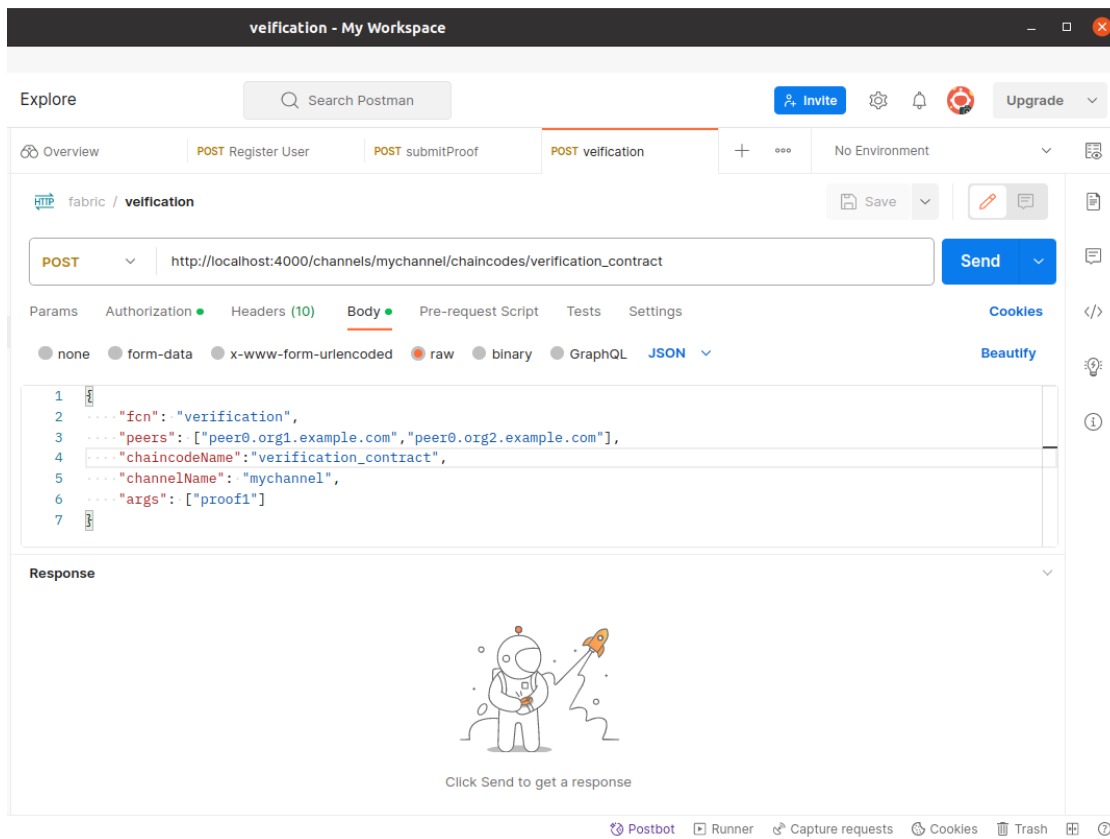 veification - My Workspace
Explore
Search Postman
Invite
Upgrade
Overview
POST Register User
POST submitProof
POST veification
No Environment
HTTP fabric / veification
Save
POST
http://localhost:4000/channels/mychannel/chaincodes/verification_contract
Send
Params Authorization Headers (10) Body Pre-request Script Tests Settings Cookies
none form-data x-www-form-urlencoded raw binary GraphQL JSON Beautify
1 {
2 "fcn": "verification",
3 "peers": ["peer0.org1.example.com","peer0.org2.example.com"],
4 "chaincodeName":"verification_contract",
5 "channelName": "mychannel",
6 "args": ["proof1"]
7 }
Response
Click Send to get a response
Postbot Runner Capture requests Cookies Trash